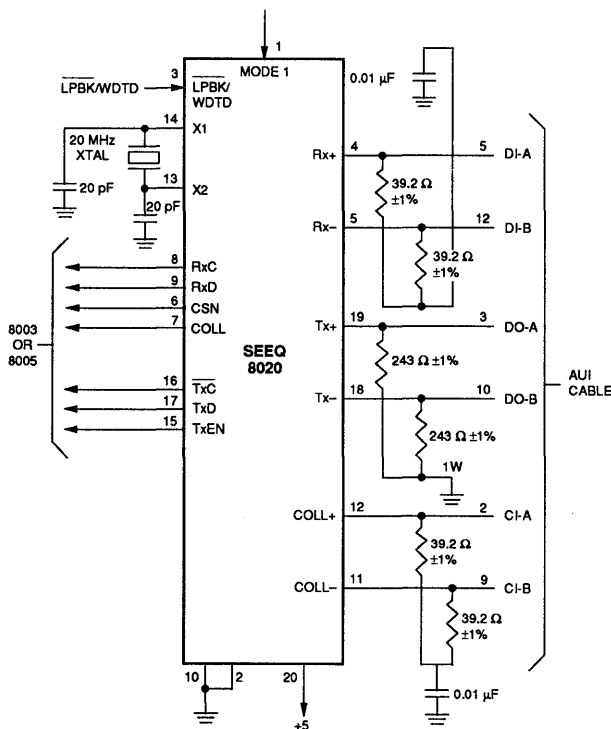 1
MODE 1
3
LPBK/WDTD
LPBK/
WDTD
0.01 µF
14
X1
20 MHz
XTAL
13
X2
20 pF
20 pF
Rx+
4
5
DI-A
39.2 Ω
±1%
Rx–
5
12
DI-B
39.2 Ω
±1%
8
RxC
9
RxD
6
CSN
7
COLL
8003
OR
8005
SEEQ
8020
Tx+
19
3
DO-A
243 Ω ±1%
16
TxC
17
TxD
15
TxEN
Tx–
18
10
DO-B
243 Ω ±1%
1W
AUI
CABLE
COLL+
12
2
CI-A
39.2 Ω
±1%
COLL–
11
9
CI-B
39.2 Ω
±1%
10
2
20
+5
0.01 µF